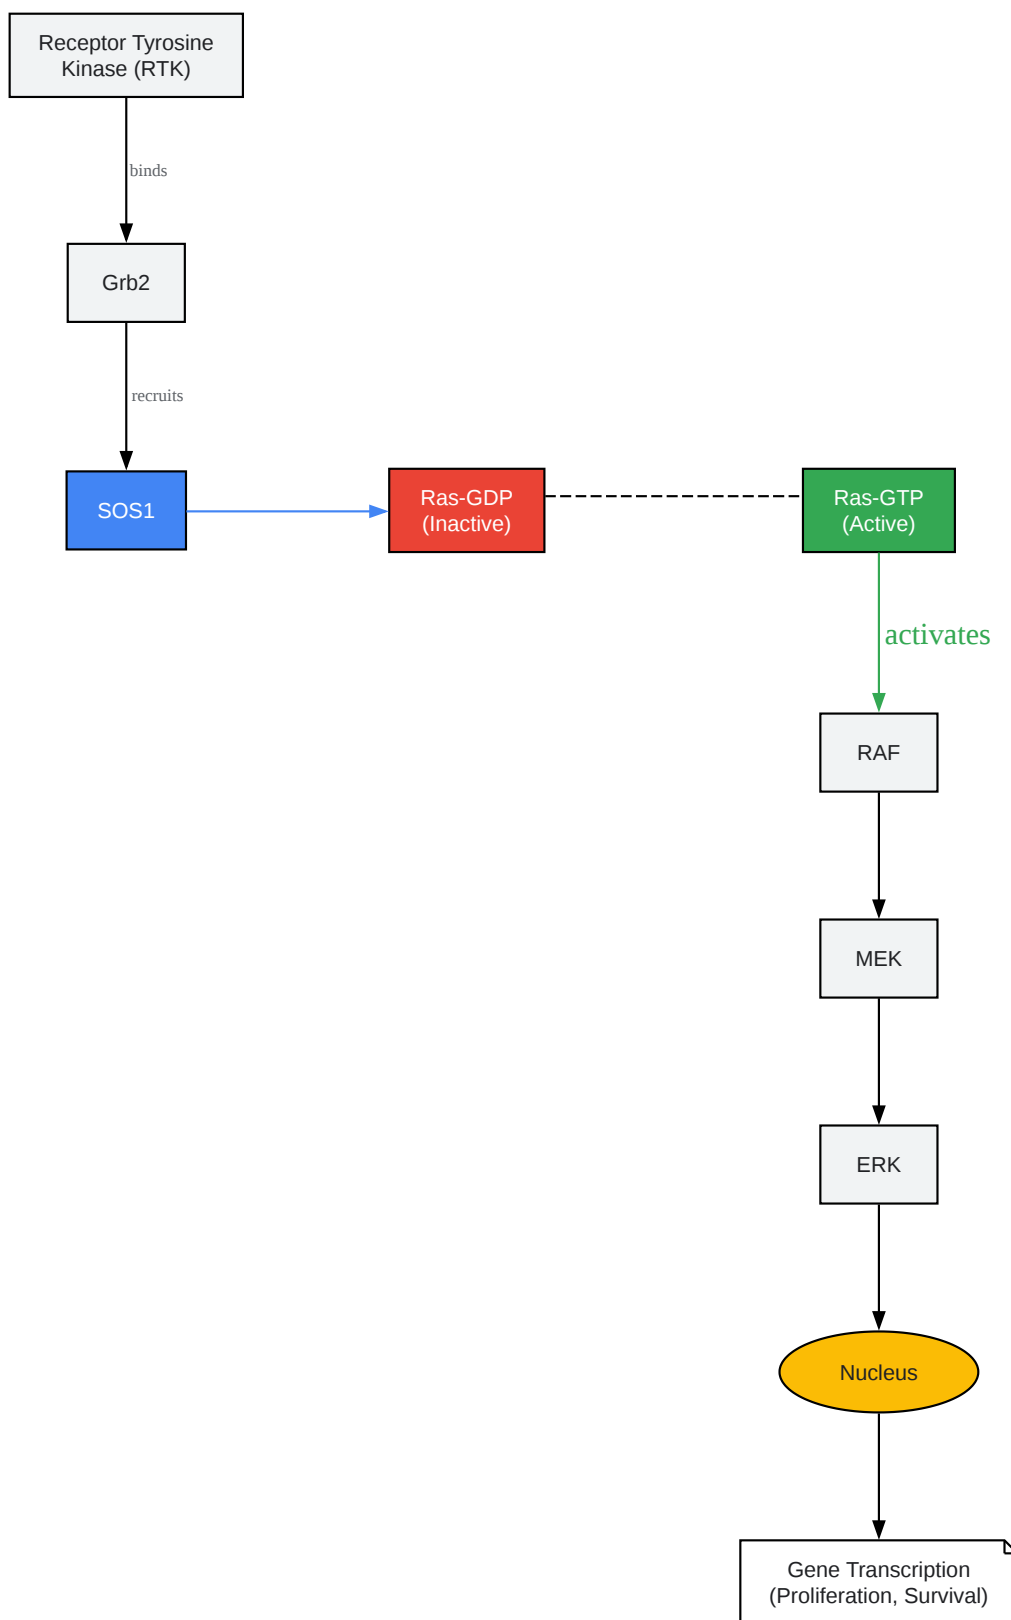 Receptor Tyrosine
Kinase (RTK)
binds
Grb2
recruits
SOS1
Ras-GDP
(Inactive)
Ras-GTP
(Active)
activates
RAF
MEK
ERK
Nucleus
Gene Transcription
(Proliferation, Survival)